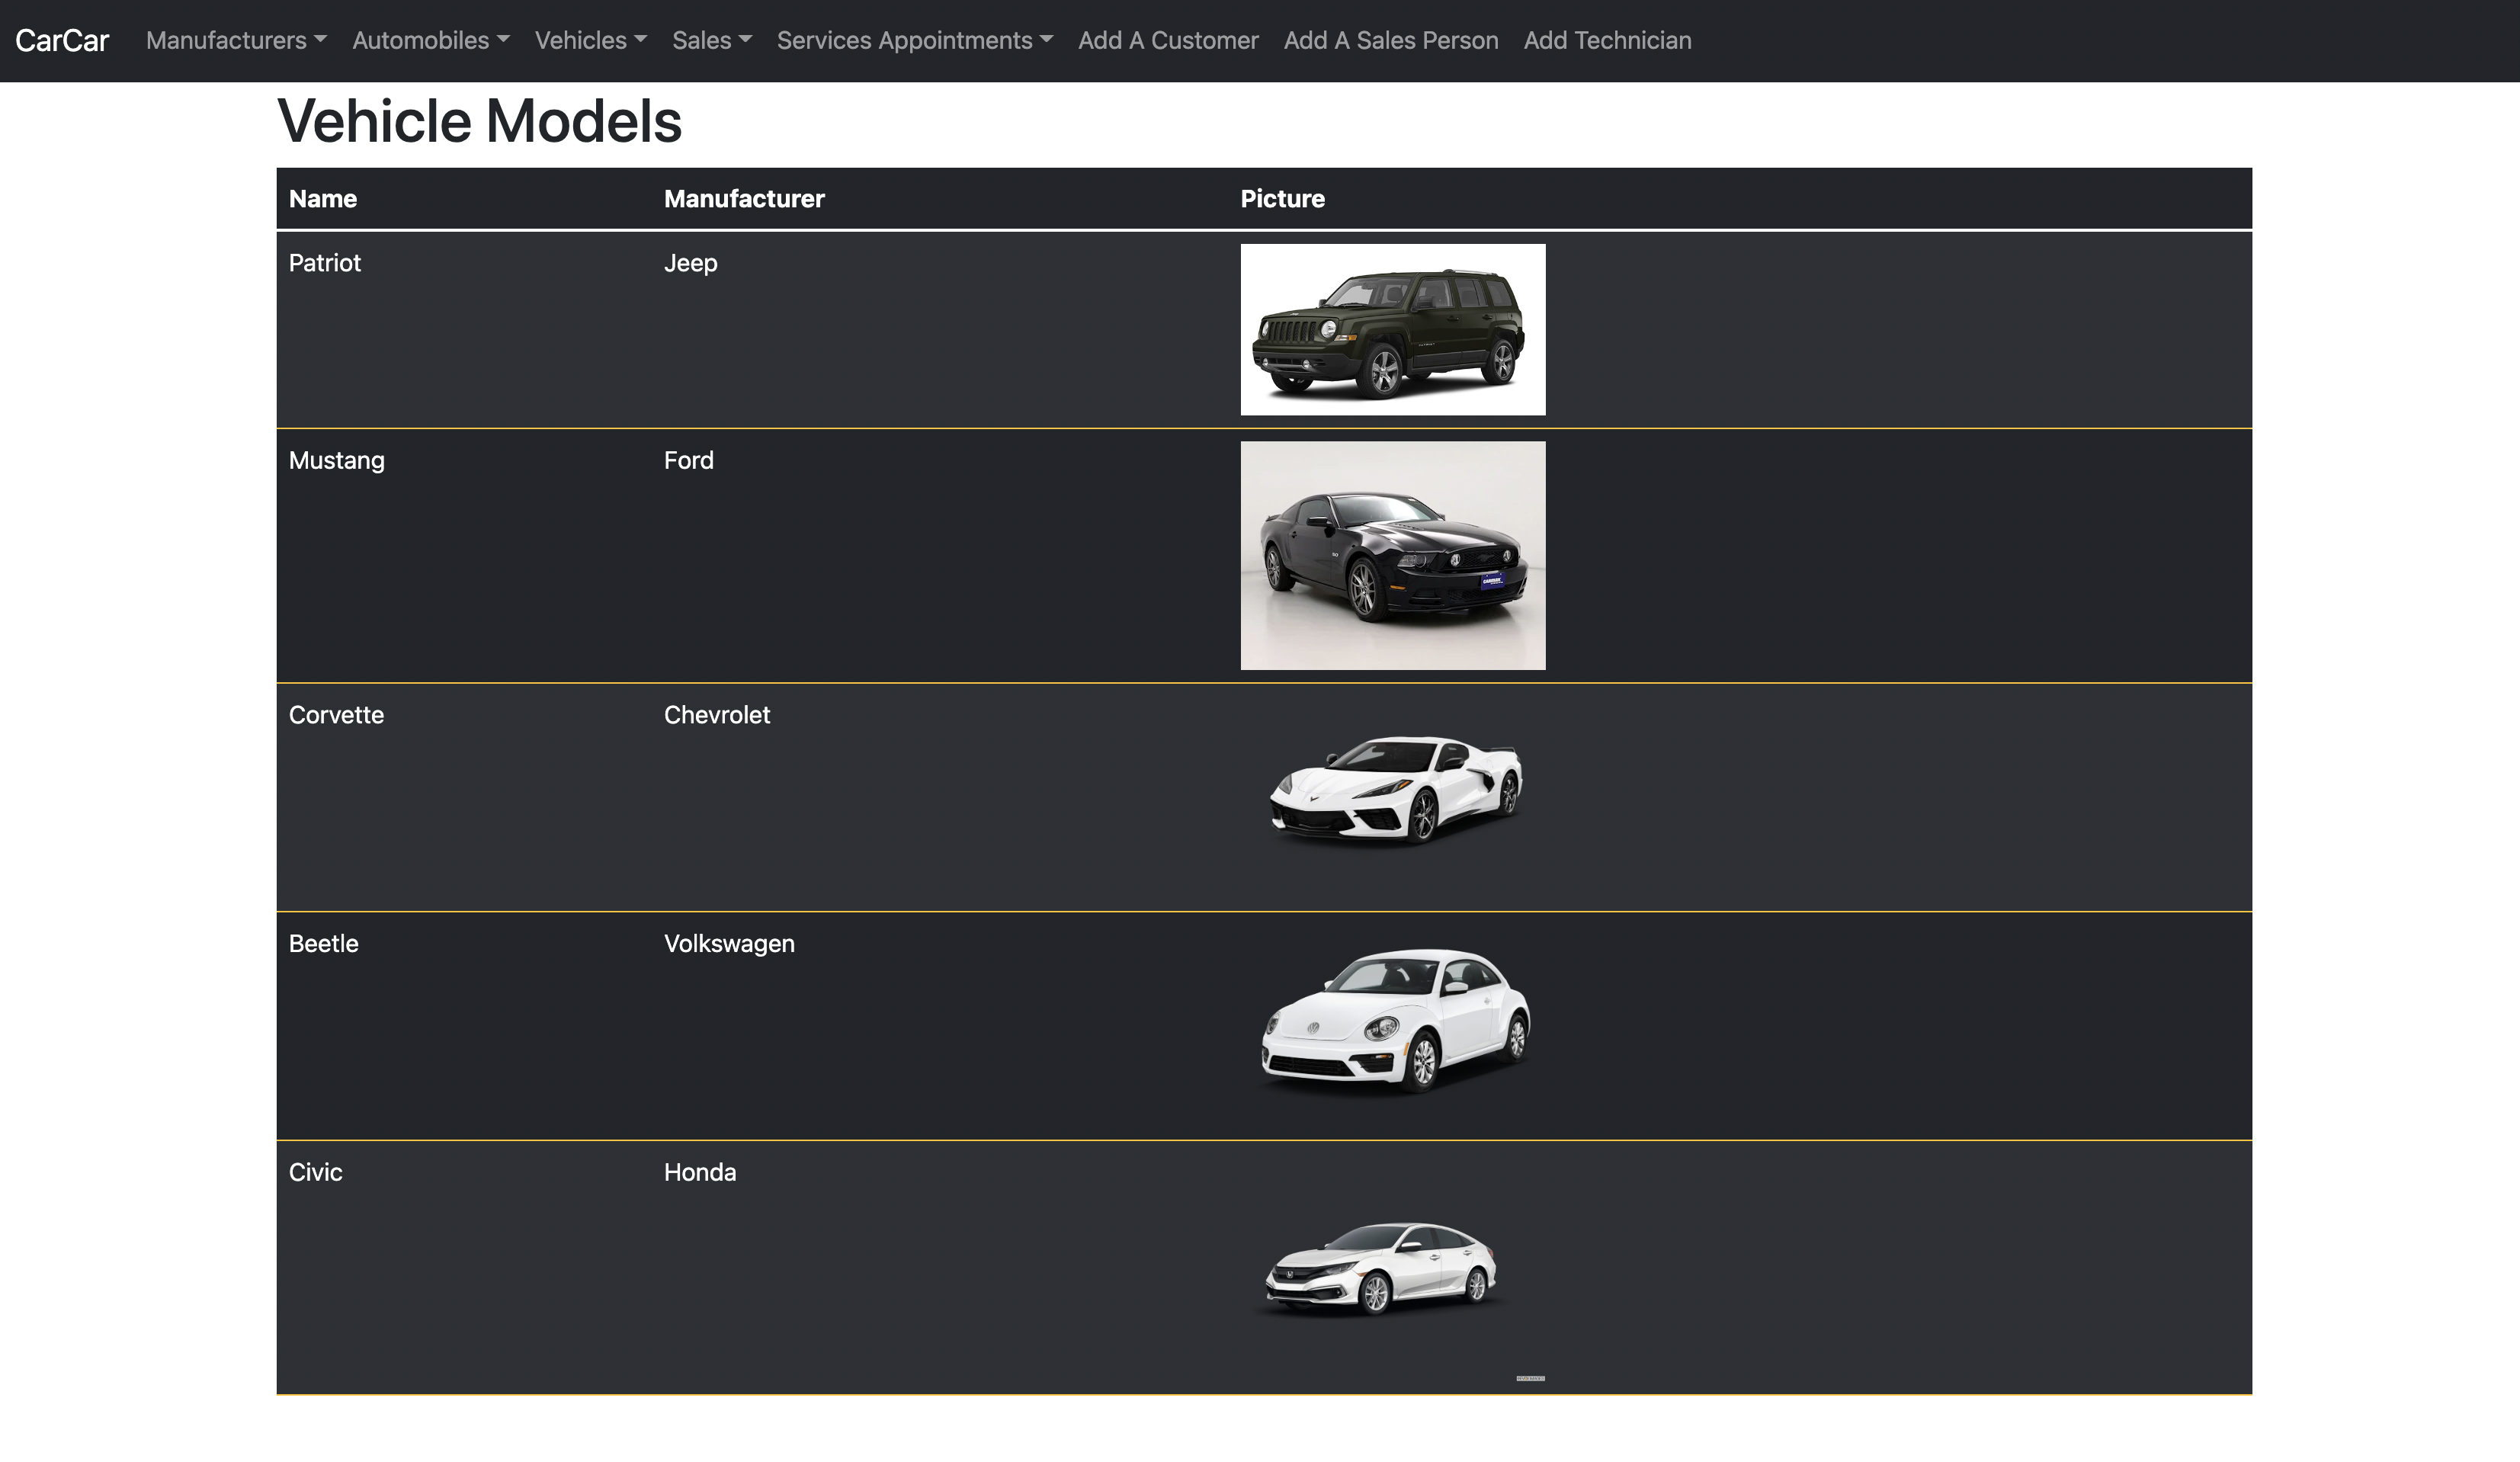 CarCar Manufacturers Automobiles Vehicles Sales Services Appointments Add A Customer Add A Sales Person Add Technician
Vehicle Models
Name Manufacturer Picture
Patriot Jeep
Mustang Ford
Corvette Chevrolet
Beetle Volkswagen
Civic Honda